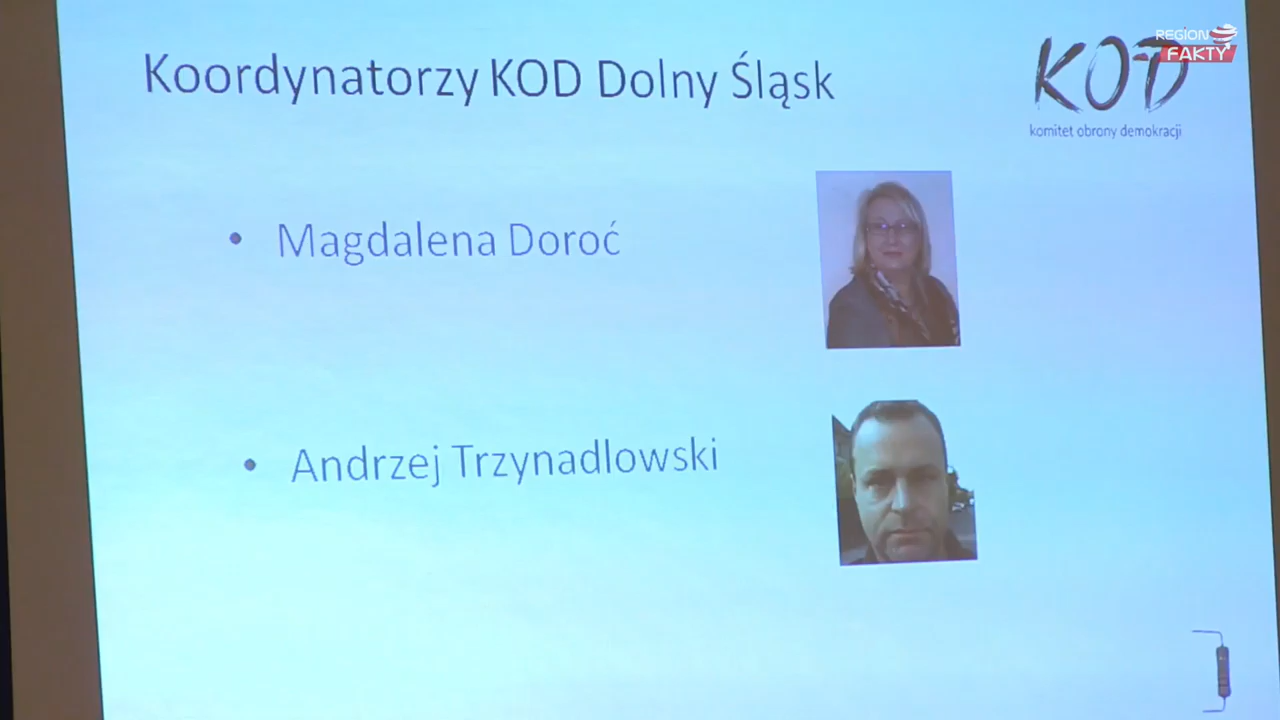 Koordynatorzy KOD Dolny Śląsk
REGION
FAKTY
KOD
komitet obrony demokracji
• Magdalena Doroć
• Andrzej Trzynadlowski